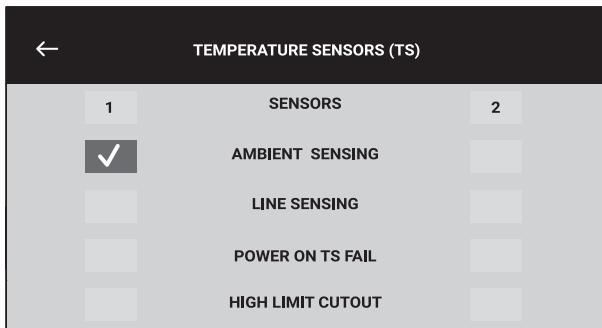 TEMPERATURE SENSORS (TS)
1 SENSORS 2
AMBIENT SENSING
LINE SENSING
POWER ON TS FAIL
HIGH LIMIT CUTOUT